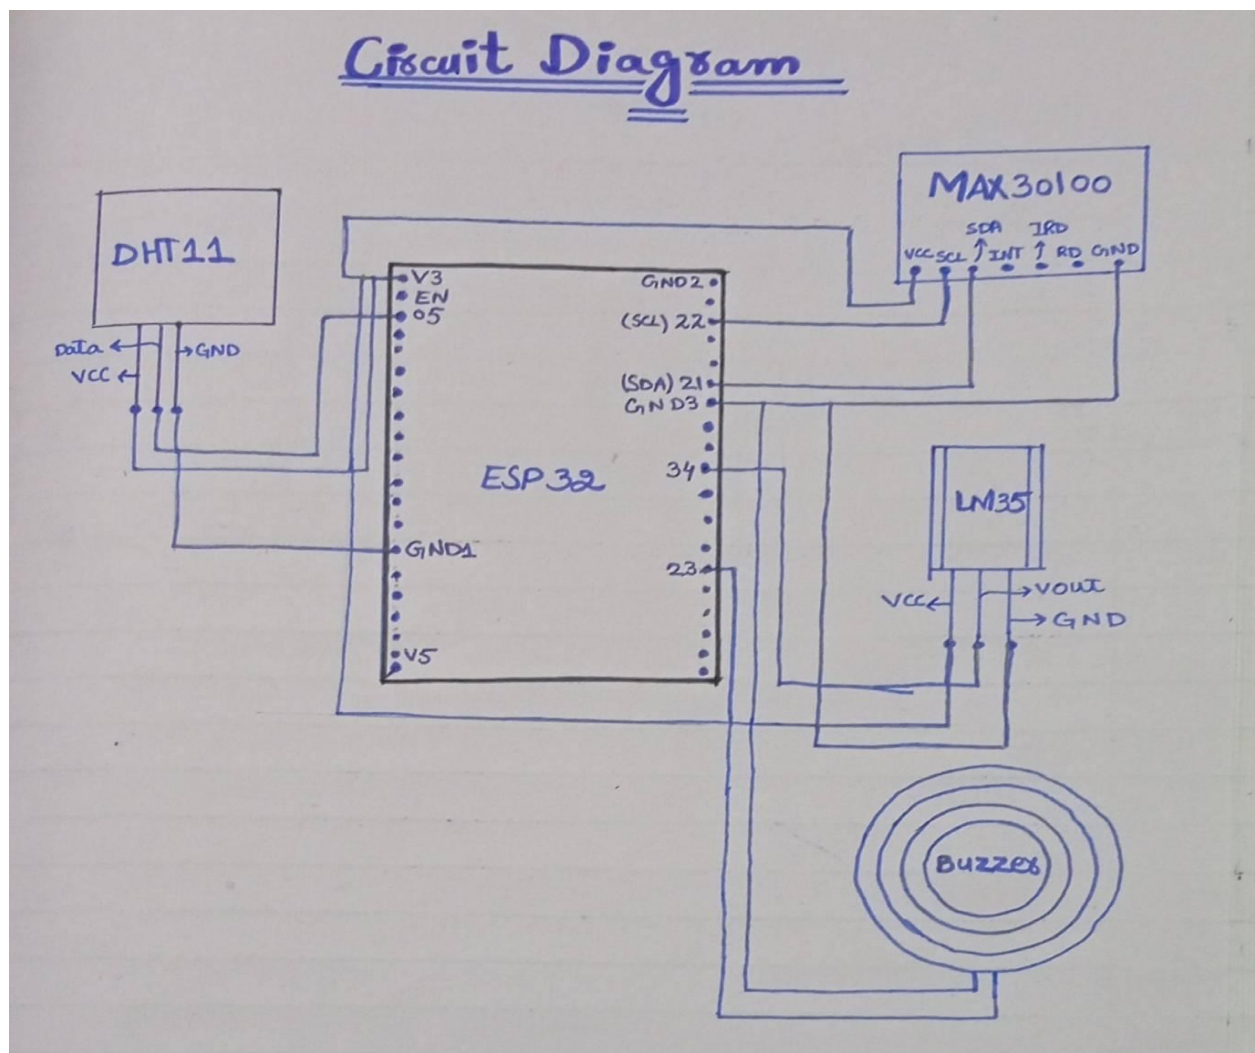 Circuit Diagram
MAX30100
SDA IRD
VCC SCL INT RD GND
DHT11
Data GND
VCC
V3
EN
05
GND1
V5
ESP32
GND2
(SCL) 22
(SDA) 21
GND3
34
23
LM35
VCC VOUT
GND
Buzzer